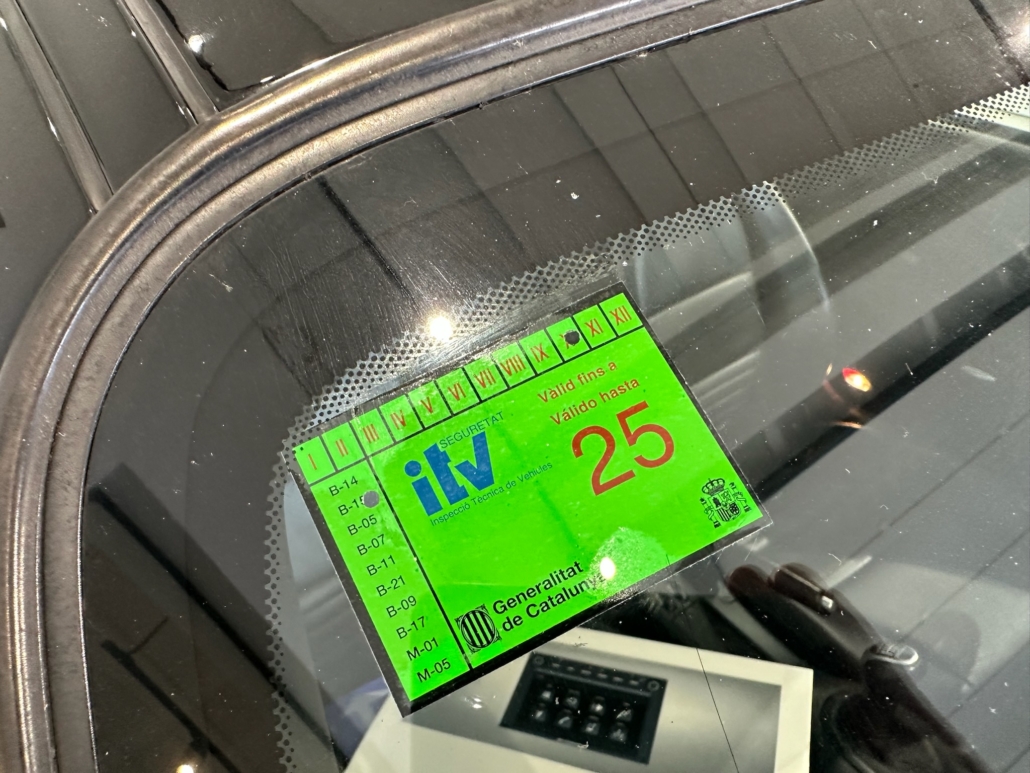 I II III IV V VI VII VIII IX XI XII
Vàlid fins a
Válido hasta
25
SEGURETAT
itv
Inspecció Tècnica de Vehicles
B-14
B-05
B-07
B-11
B-21
B-09
B-17
M-01
M-05
Generalitat
de Catalunya